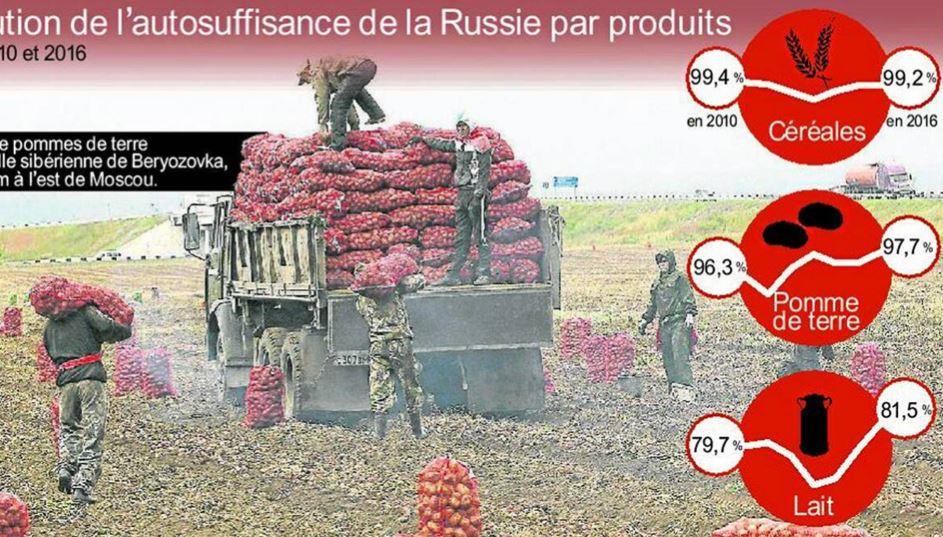 ution de l'autosuffisance de la Russie par produits
10 et 2016
e pommes de terre
lle sibérienne de Beryozovka,
m à l'est de Moscou.
99,4 %
en 2010
Céréales
99,2 %
en 2016
96,3 %
Pomme
de terre
97,7 %
79,7 %
Lait
81,5 %